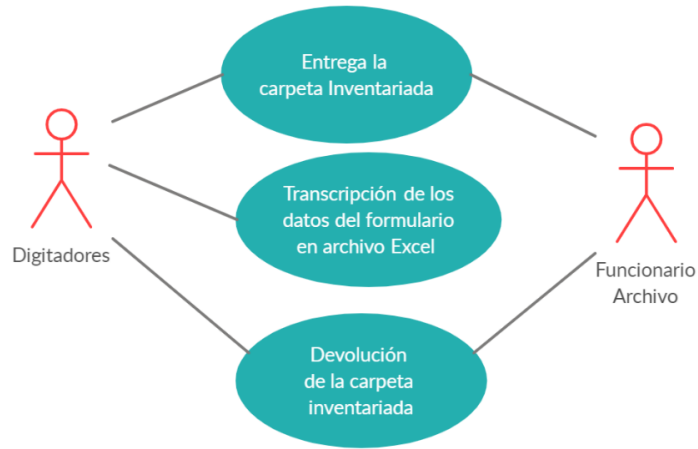 Entrega la
carpeta Inventariada
Transcripción de los
datos del formulario
en archivo Excel
Digitadores
Funcionario
Archivo
Devolución
de la carpeta
inventariada